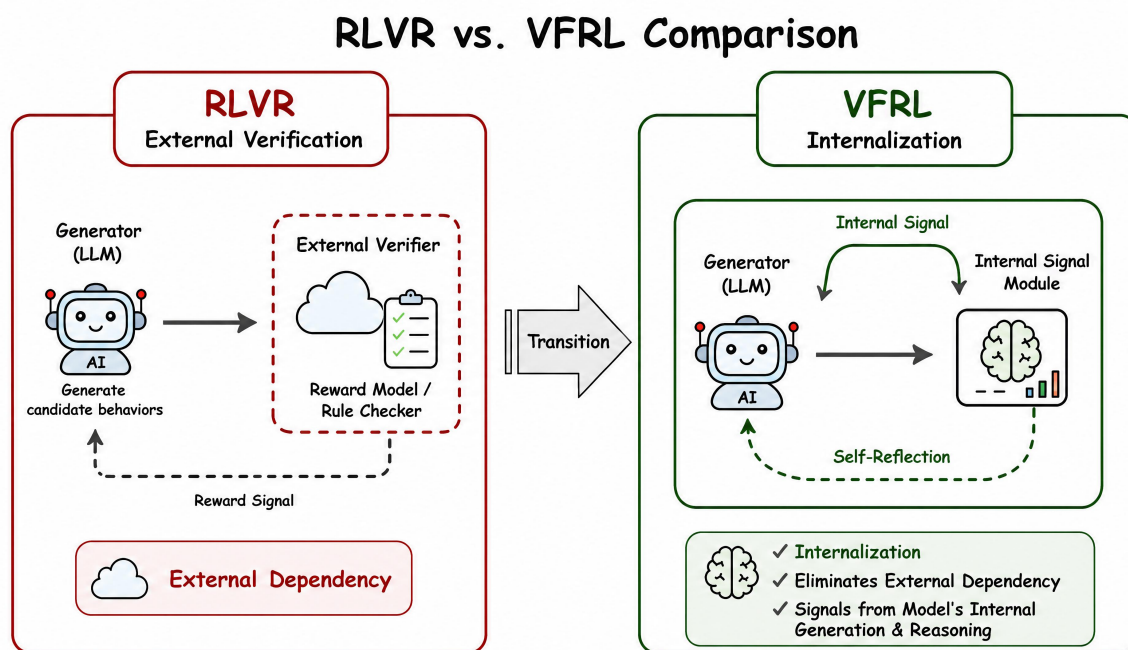 RLVR vs. VFRL Comparison
RLVR
External Verification
Generator
(LLM)
AI
Generate
candidate behaviors
External Verifier
Reward Model /
Rule Checker
Reward Signal
External Dependency
Transition
VFRL
Internalization
Internal Signal
Generator
(LLM)
AI
Internal Signal
Module
Self-Reflection
Internalization
Eliminates External Dependency
Signals from Model's Internal
Generation & Reasoning